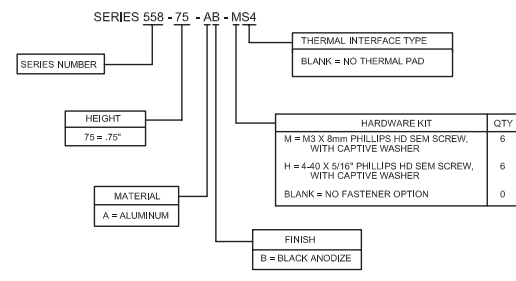 SERIES 558 - 75 - AB - MS4
THERMAL INTERFACE TYPE
BLANK = NO THERMAL PAD
SERIES NUMBER
HEIGHT
75 = .75"
HARDWARE KIT QTY
M = M3 X 8mm PHILLIPS HD SEM SCREW, 6
WITH CAPTIVE WASHER
H = 4-40 X 5/16" PHILLIPS HD SEM SCREW, 6
WITH CAPTIVE WASHER
BLANK = NO FASTENER OPTION 0
MATERIAL
A = ALUMINUM
FINISH
B = BLACK ANODIZE